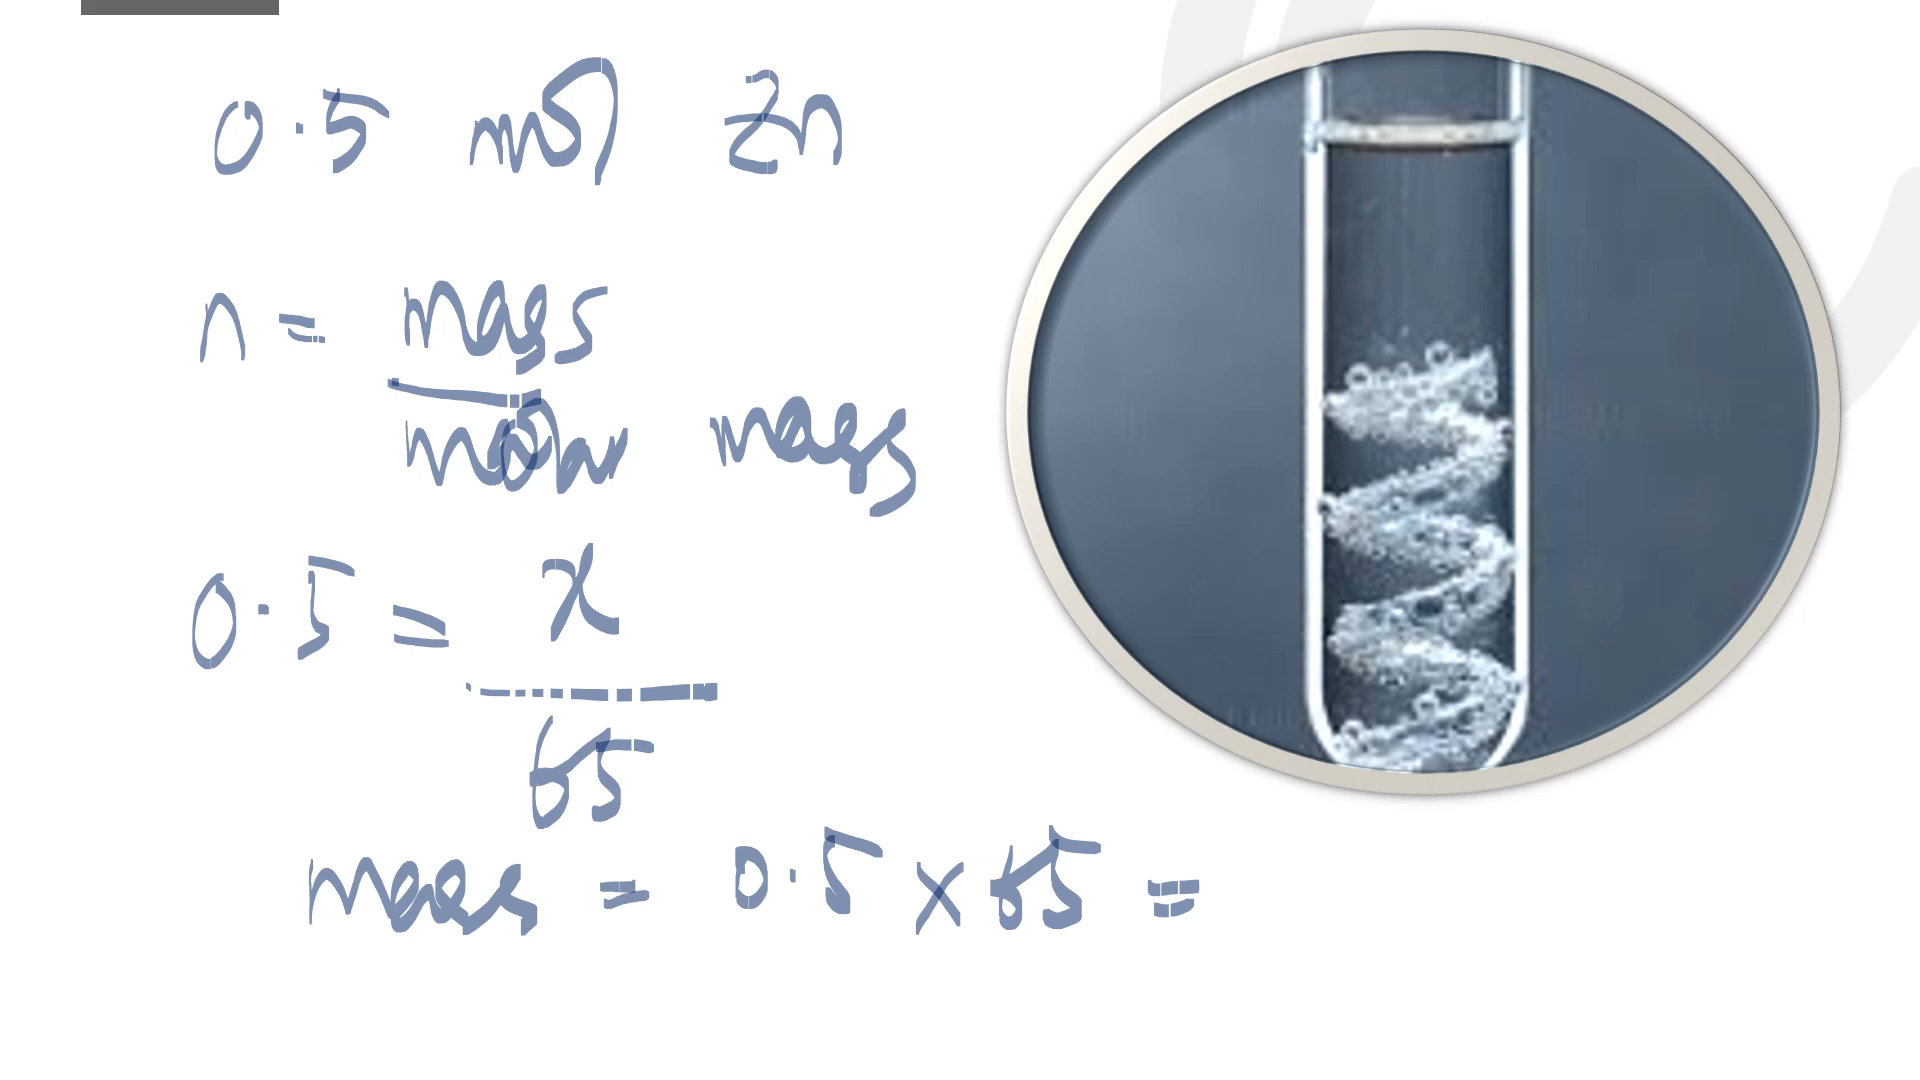 0.5 mol Zn
n = mass
molar mass
0.5 = x
65
mass = 0.5 × 65 =